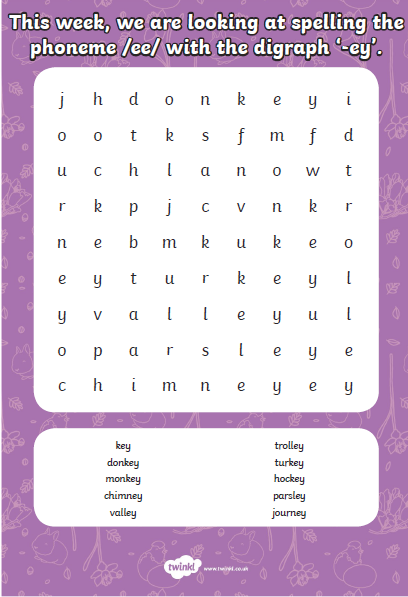 This week, we are looking at spelling the
phoneme /ee/ with the digraph ‘-ey’.
j h d o n k e y i
o o t k s f m f d
u c h l a n o w t
r k p j c v n k r
n e b m k u k e o
e y t u r k e y l
y v a l l e y u l
o p a r s l e y e
c h i m n e y e y
key
donkey
monkey
chimney
valley
trolley
turkey
hockey
parsley
journey
twinkl www.twinkl.co.uk